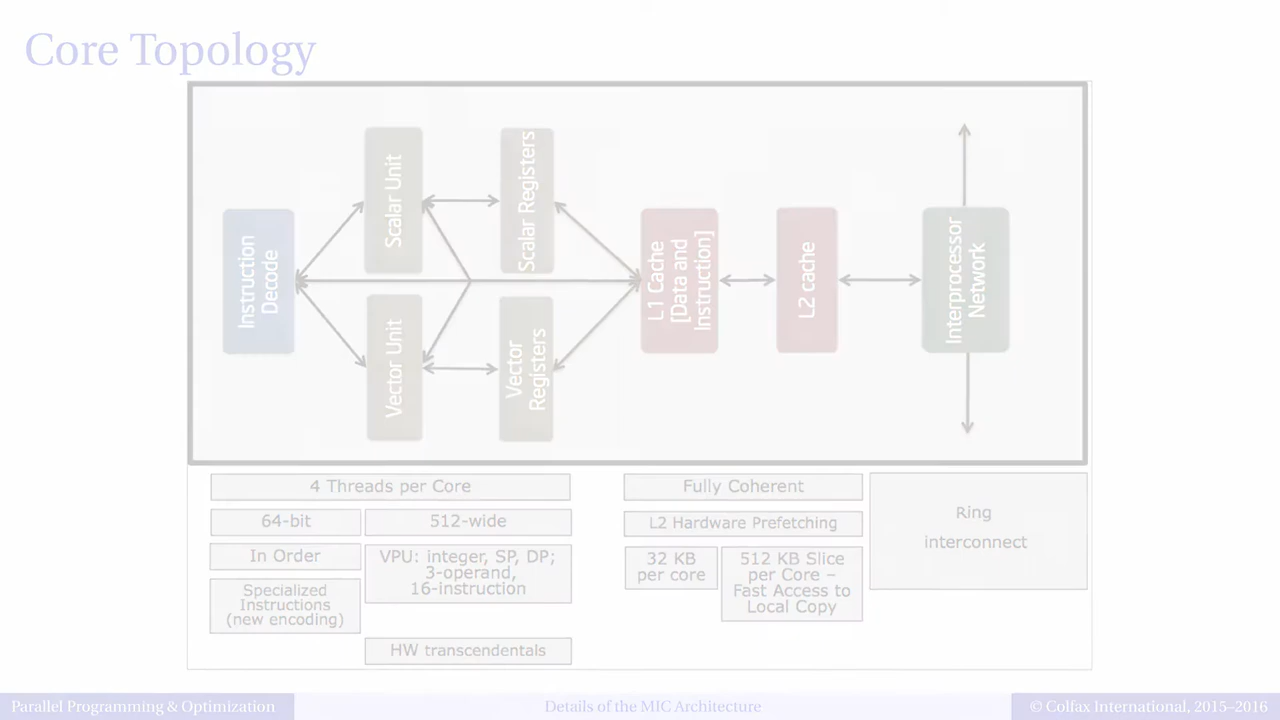 Core Topology
Instruction
Decode
Scalar Unit
Scalar Registers
Vector Unit
Vector
Registers
L1 Cache
[Data and
Instruction]
L2 cache
Interprocessor
Network
4 Threads per Core
64-bit
512-wide
In Order
VPU: integer, SP, DP;
3-operand,
16-instruction
Specialized
Instructions
(new encoding)
HW transcendentals
Fully Coherent
L2 Hardware Prefetching
32 KB
per core
512 KB Slice
per Core –
Fast Access to
Local Copy
Ring
interconnect
Parallel Programming & Optimization
Details of the MIC Architecture
© Colfax International, 2015–2016